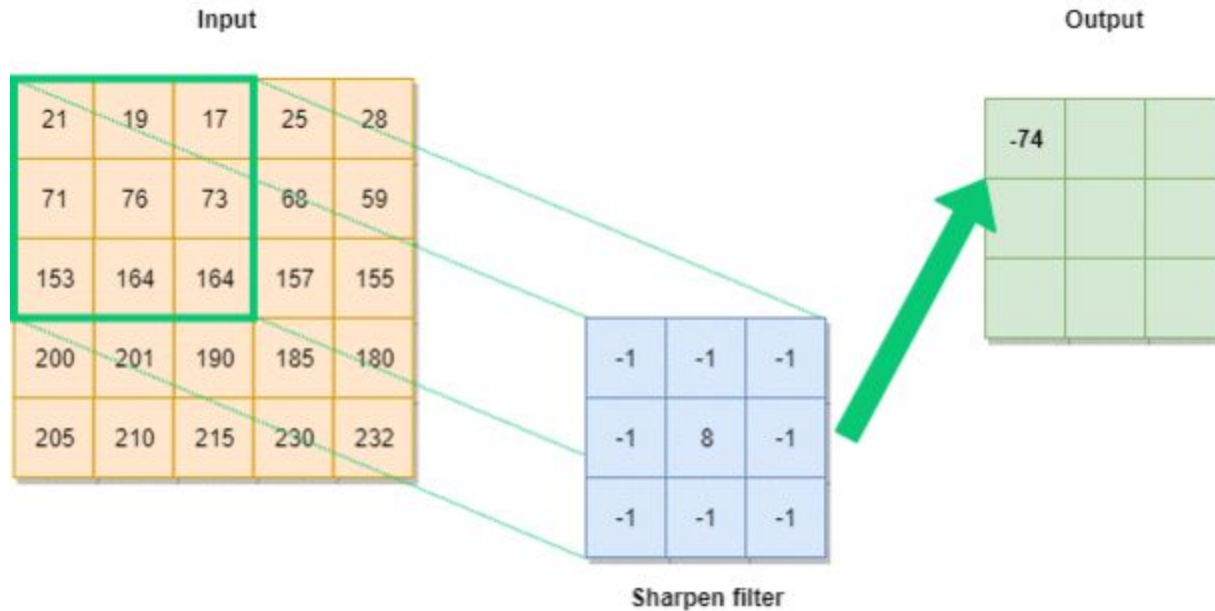 Input
Output
21 19 17 25 28
71 76 73 68 59
153 164 164 157 155
200 201 190 185 180
205 210 215 230 232
-74
-1 -1 -1
-1 8 -1
-1 -1 -1
Sharpen filter